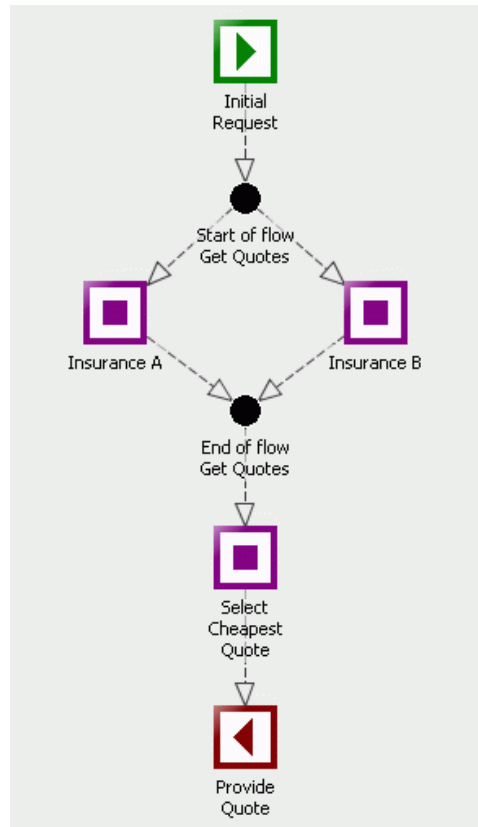 Initial
Request
Start of flow
Get Quotes
Insurance A
Insurance B
End of flow
Get Quotes
Select
Cheapest
Quote
Provide
Quote